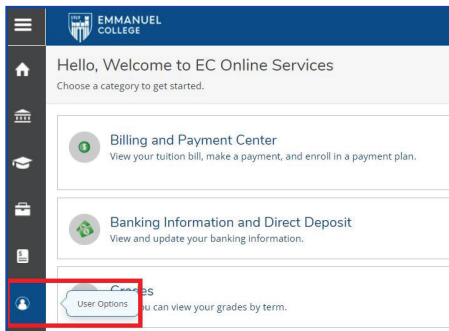 EMMANUEL
COLLEGE
Hello, Welcome to EC Online Services
Choose a category to get started.
Billing and Payment Center
View your tuition bill, make a payment, and enroll in a payment plan.
Banking Information and Direct Deposit
View and update your banking information.
User Options
can view your grades by term.